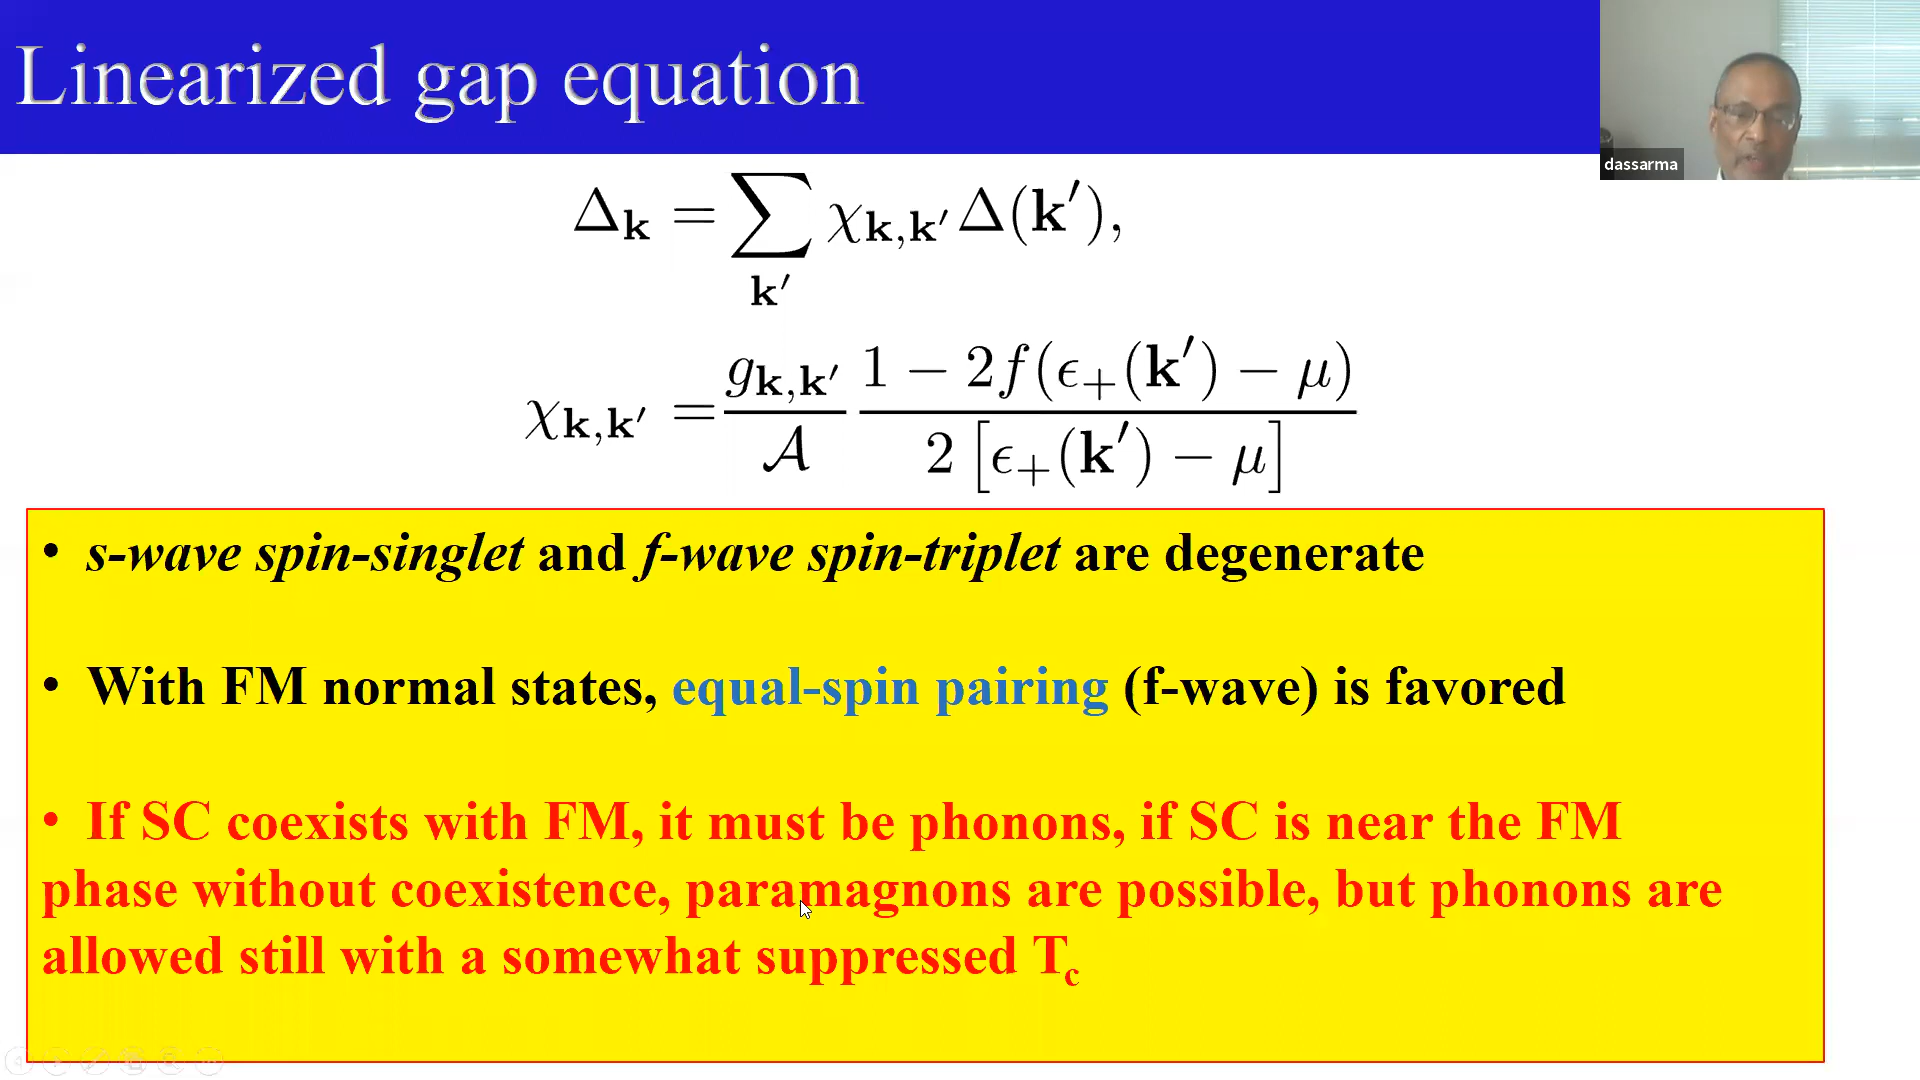 Linearized gap equation
dassarma
Δ_𝐤 = ∑_{𝐤′} χ_{𝐤,𝐤′} Δ(𝐤′),
χ_{𝐤,𝐤′} = \frac{g_{𝐤,𝐤′}}{𝒜} \frac{1 − 2f(ϵ_+(𝐤′) − μ)}{2 [ϵ_+(𝐤′) − μ]}
• s-wave spin-singlet and f-wave spin-triplet are degenerate
• With FM normal states, equal-spin pairing (f-wave) is favored
• If SC coexists with FM, it must be phonons, if SC is near the FM
phase without coexistence, paramagnons are possible, but phonons are
allowed still with a somewhat suppressed T_c